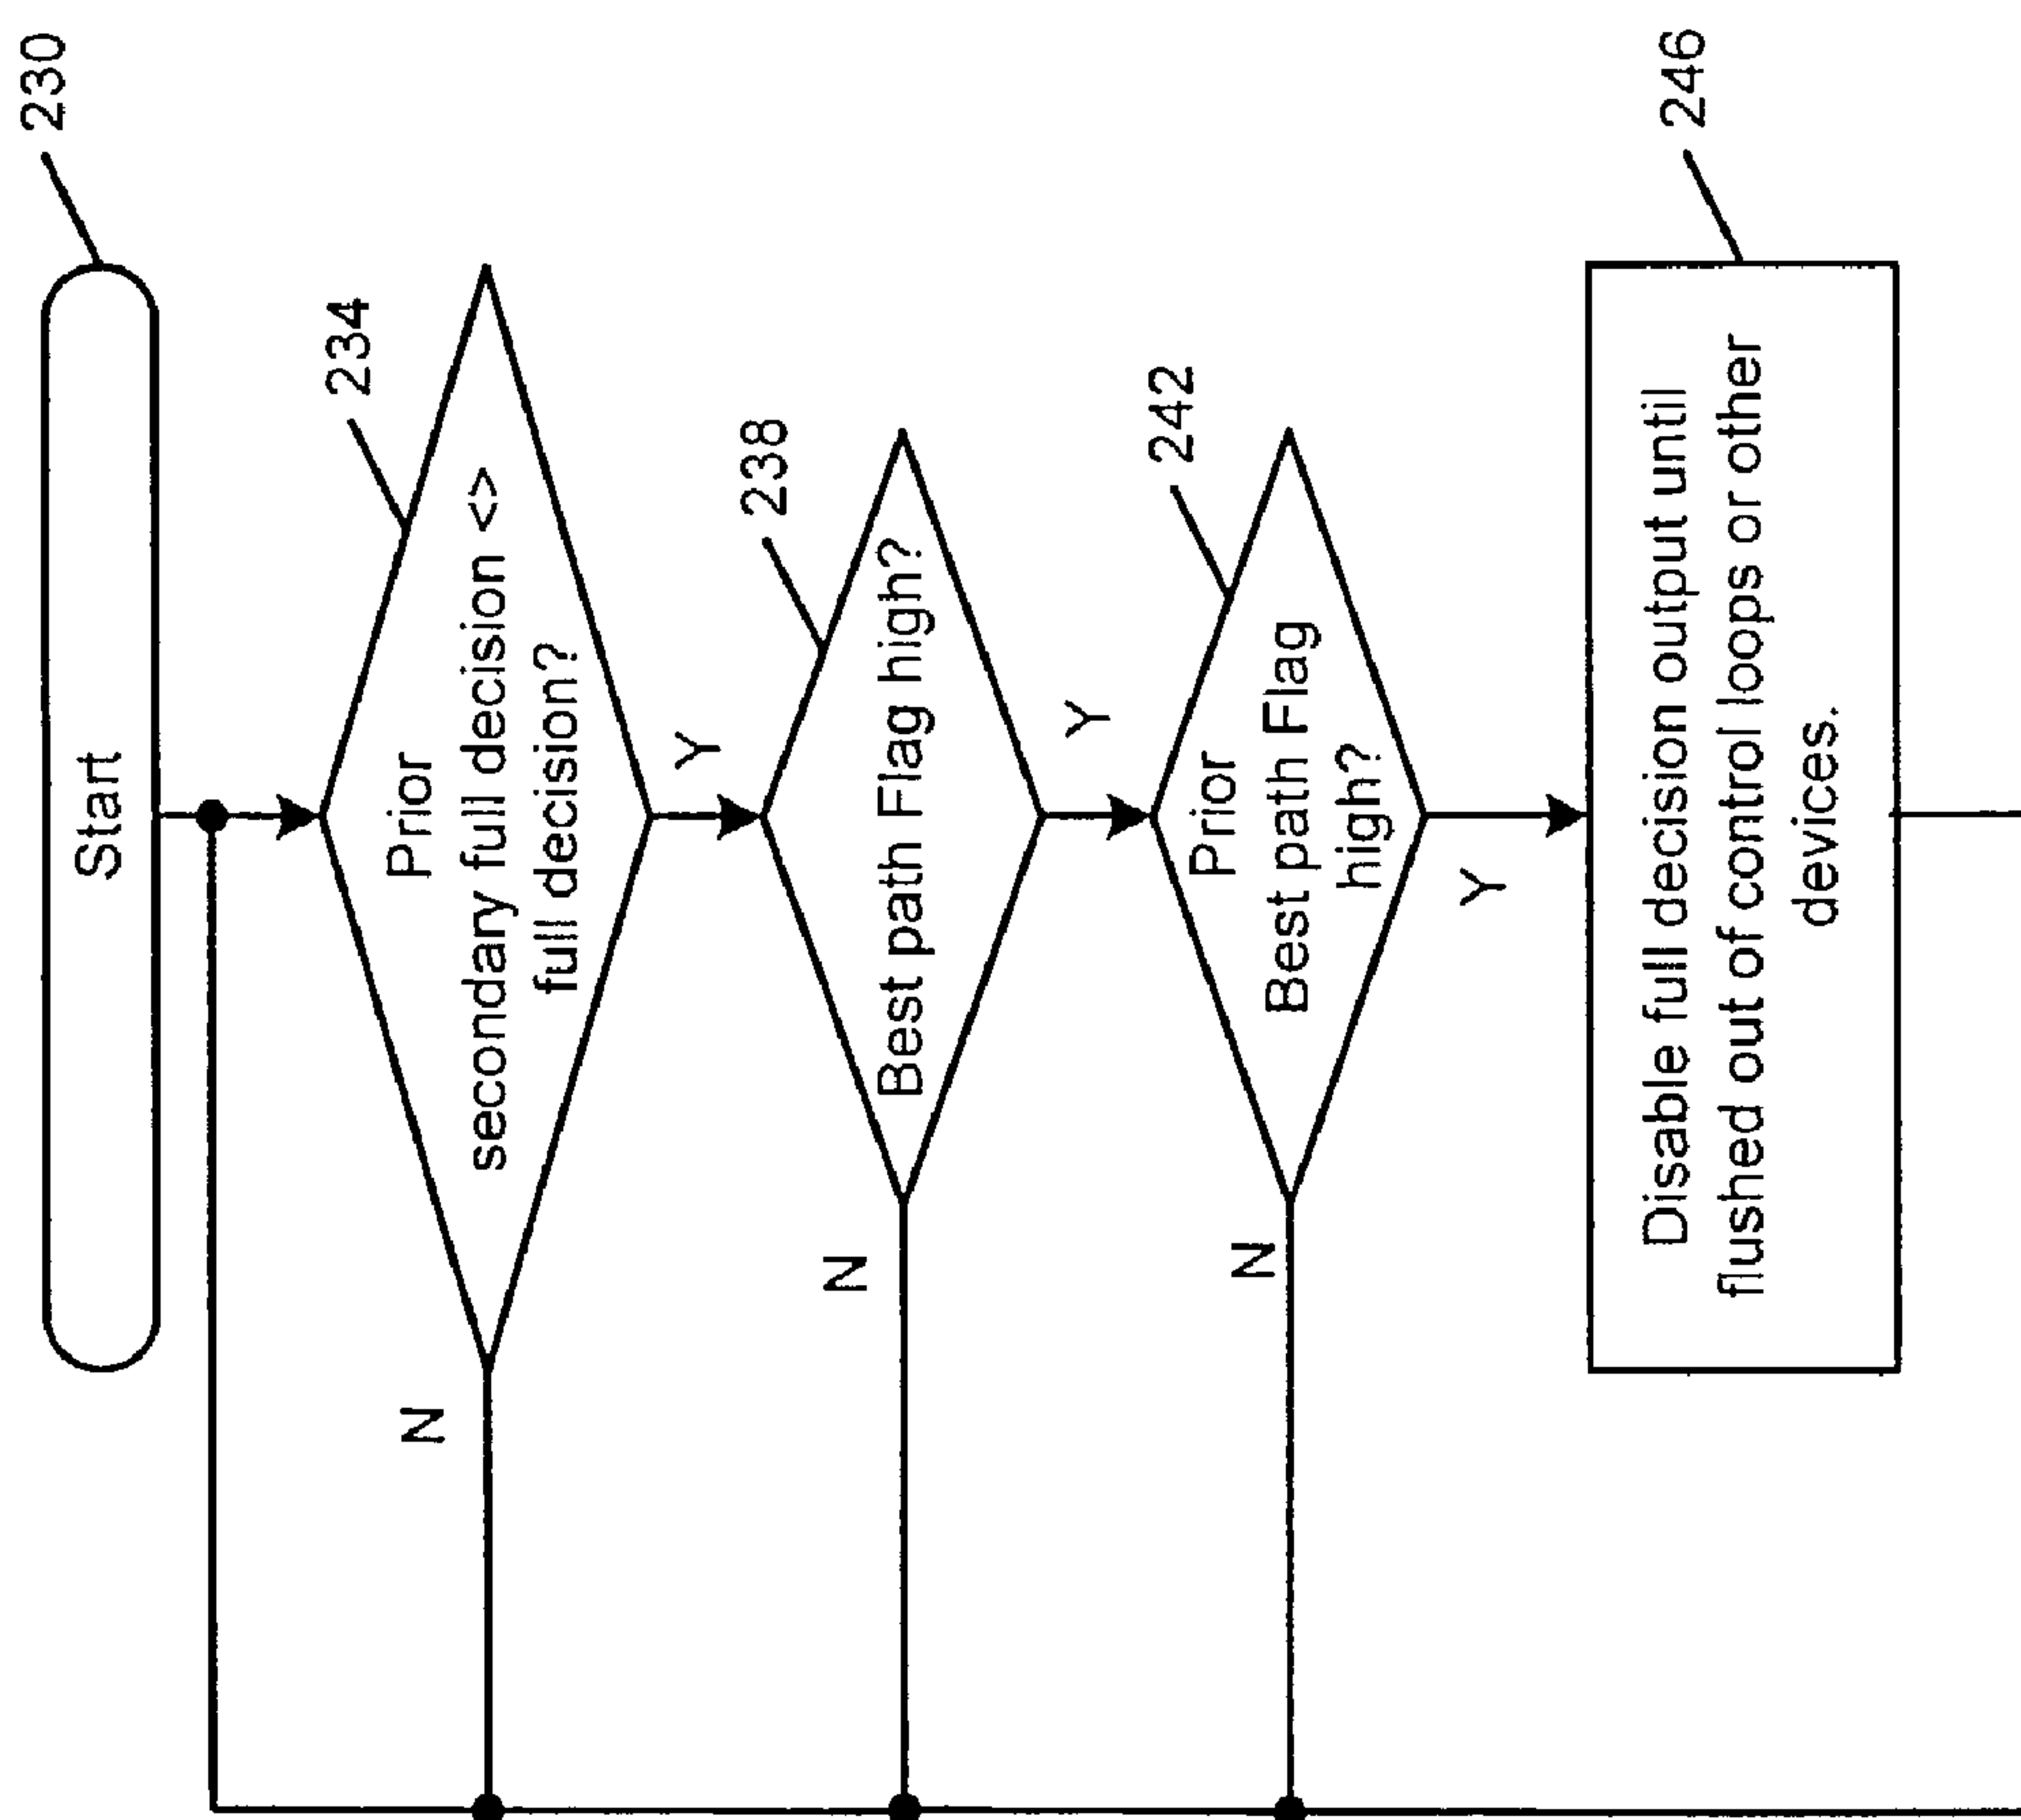 Start
230
Prior
secondary full decision <>
full decision?
234
N
Y
Best path Flag high?
238
N
Y
Prior
Best path Flag
high?
242
N
Y
Disable full decision output until
flushed out of control loops or other
devices.
246